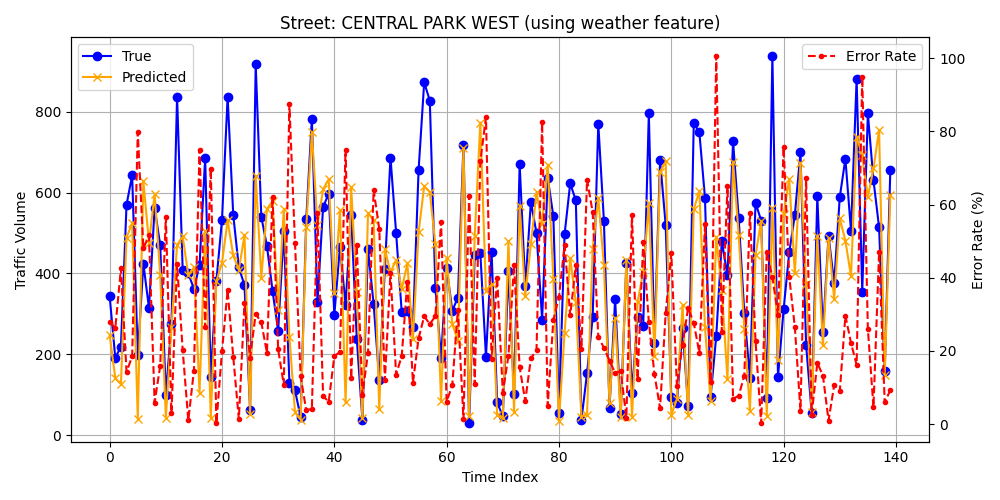 Street: CENTRAL PARK WEST (using weather feature)
True
Predicted
Error Rate
Traffic Volume
800
600
400
200
0
100
80
60
40
20
0
Error Rate (%)
0 20 40 60 80 100 120 140
Time Index